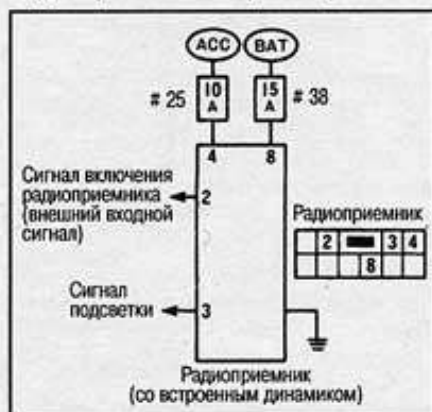 ACC BAT
# 25 10 A 15 A # 38
4 8
Сигнал включения
радиоприемника
(внешний входной
сигнал)
2
Радиоприемник
2 3 4
8
Сигнал
подсветки
3
Радиоприемник
(со встроенным динамиком)